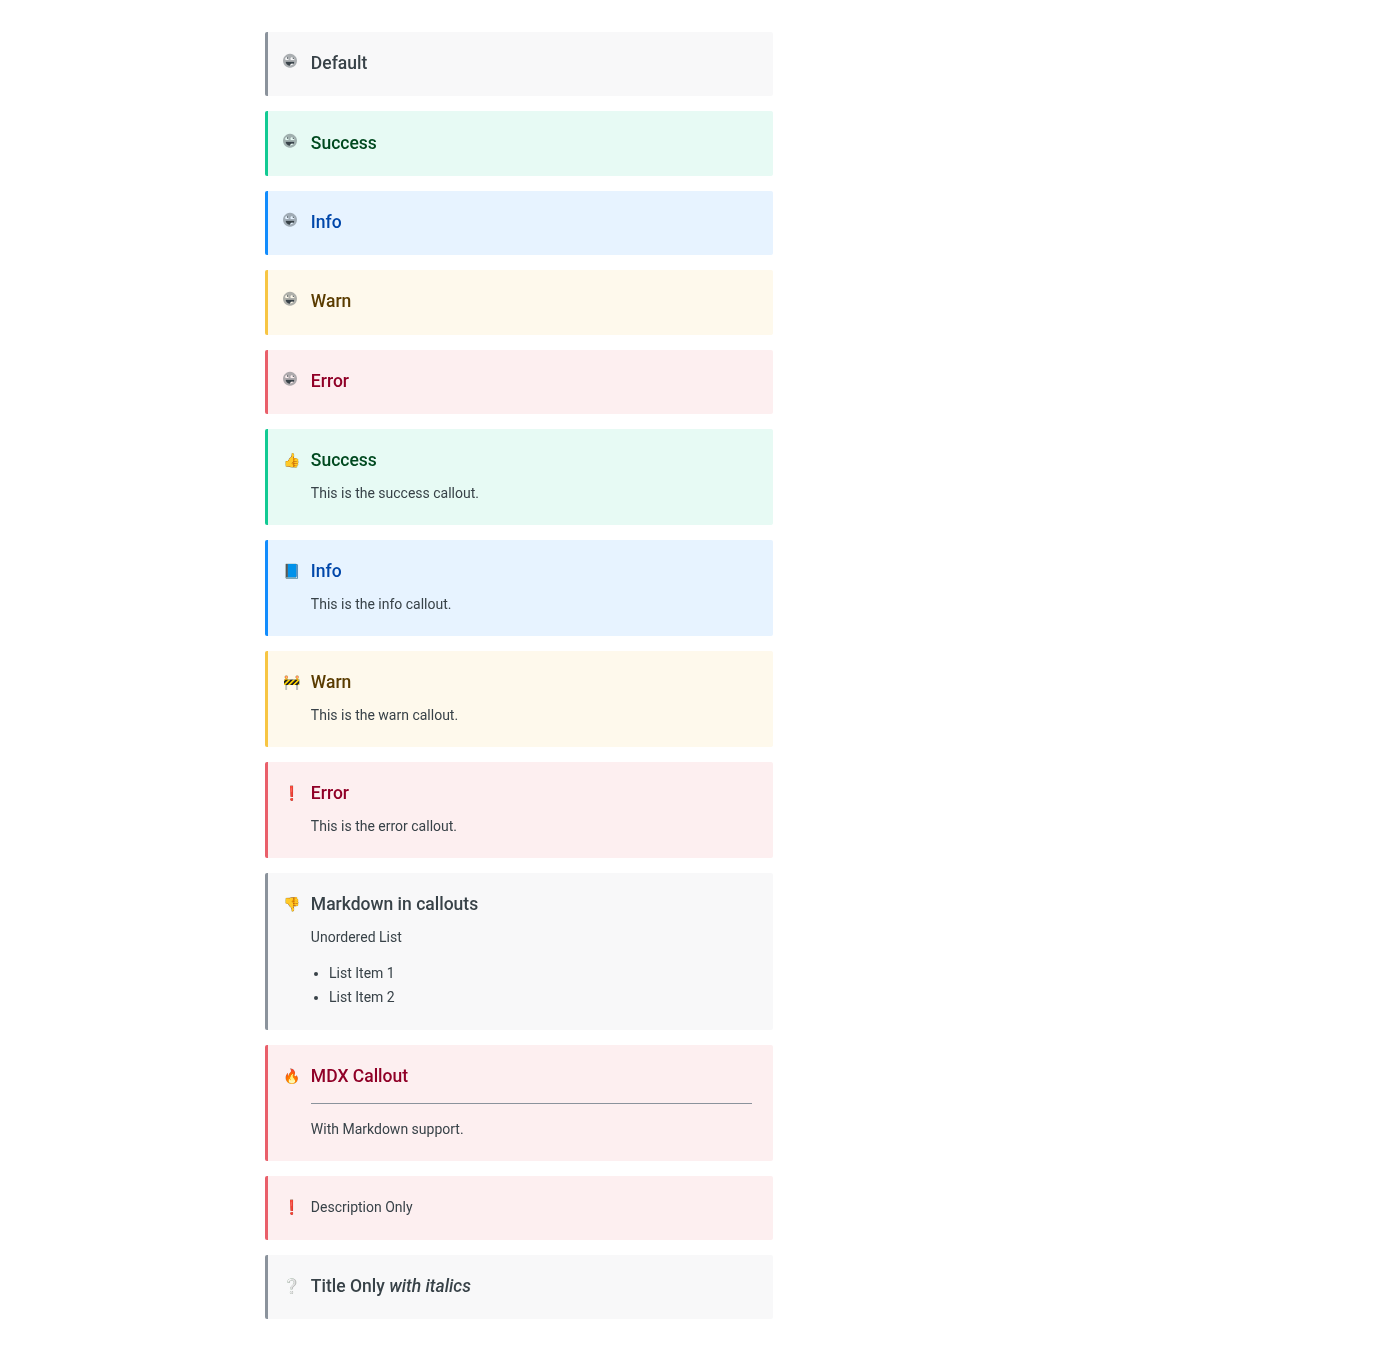 Default
Success
Info
Warn
Error
👍 Success
This is the success callout.
📘 Info
This is the info callout.
🚧 Warn
This is the warn callout.
❗ Error
This is the error callout.
👎 Markdown in callouts
Unordered List
• List Item 1
• List Item 2
🔥 MDX Callout
With Markdown support.
❗ Description Only
❔ Title Only with italics